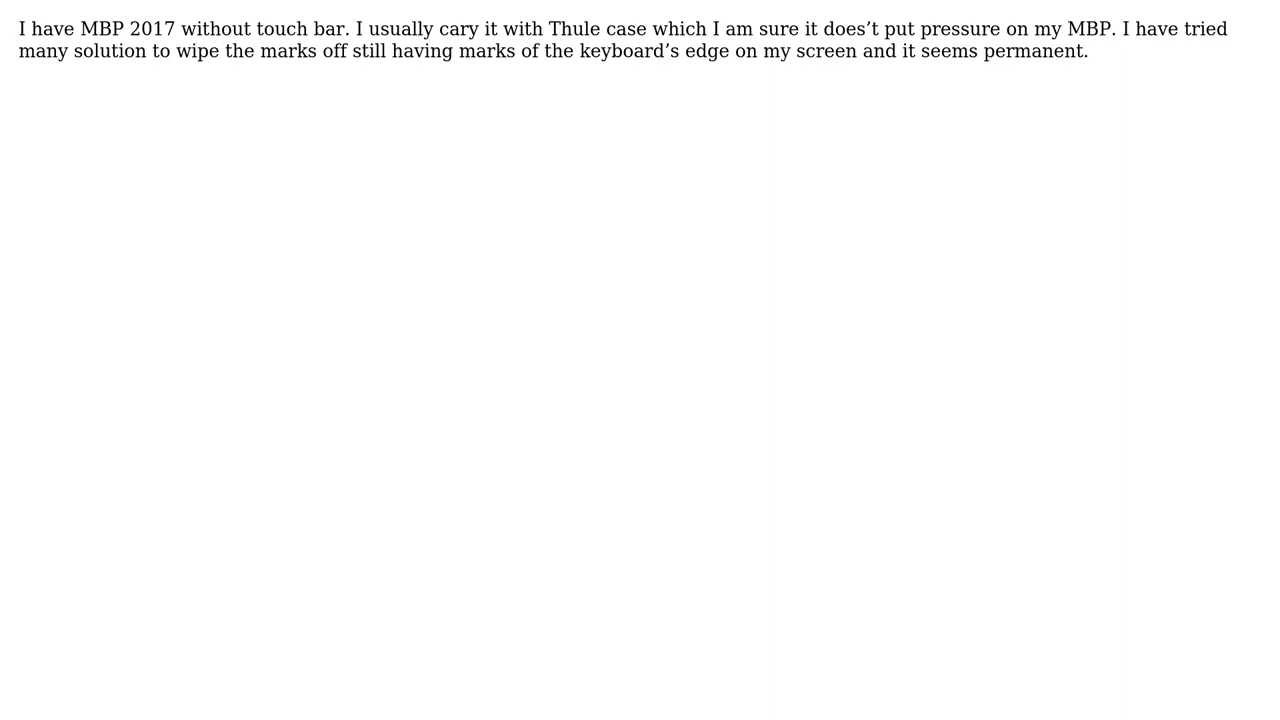 I have MBP 2017 without touch bar. I usually cary it with Thule case which I am sure it does’t put pressure on my MBP. I have tried
many solution to wipe the marks off still having marks of the keyboard’s edge on my screen and it seems permanent.